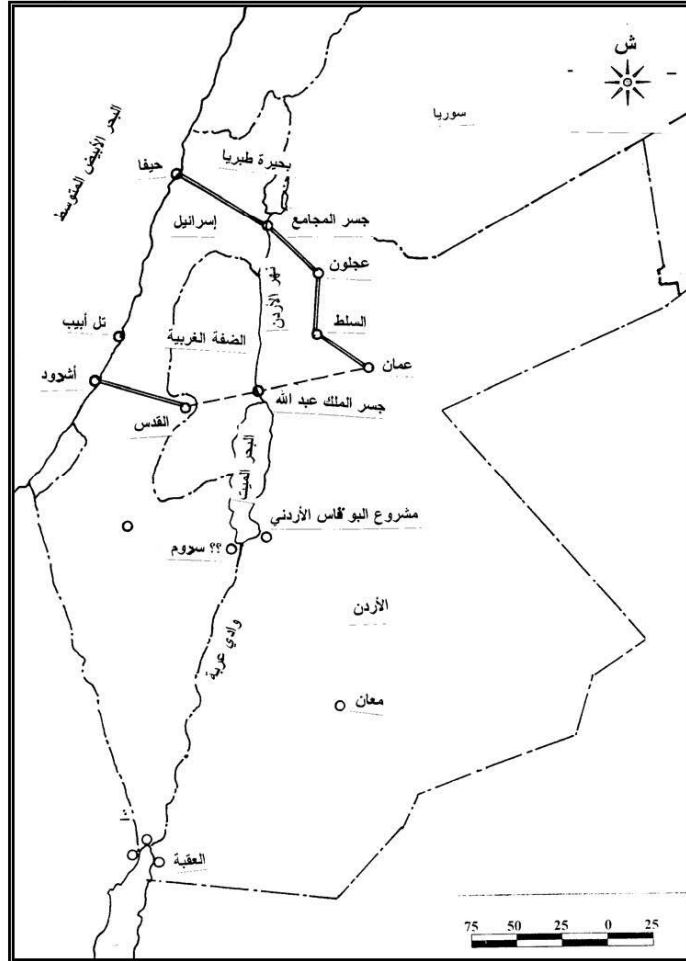 ش
سوريا
البحر الأبيض المتوسط
بحيرة طبريا
حيفا
جسر المجامع
إسرائيل
عجلون
نهر الأردن
السلط
الضفة الغربية
تل أبيب
عمان
أشدود
جسر الملك عبد الله
القدس
البحر الميت
مشروع البوتاس الأردني
؟؟ سدوم
الأردن
وادي عربة
معان
العقبة
75 50 25 0 25